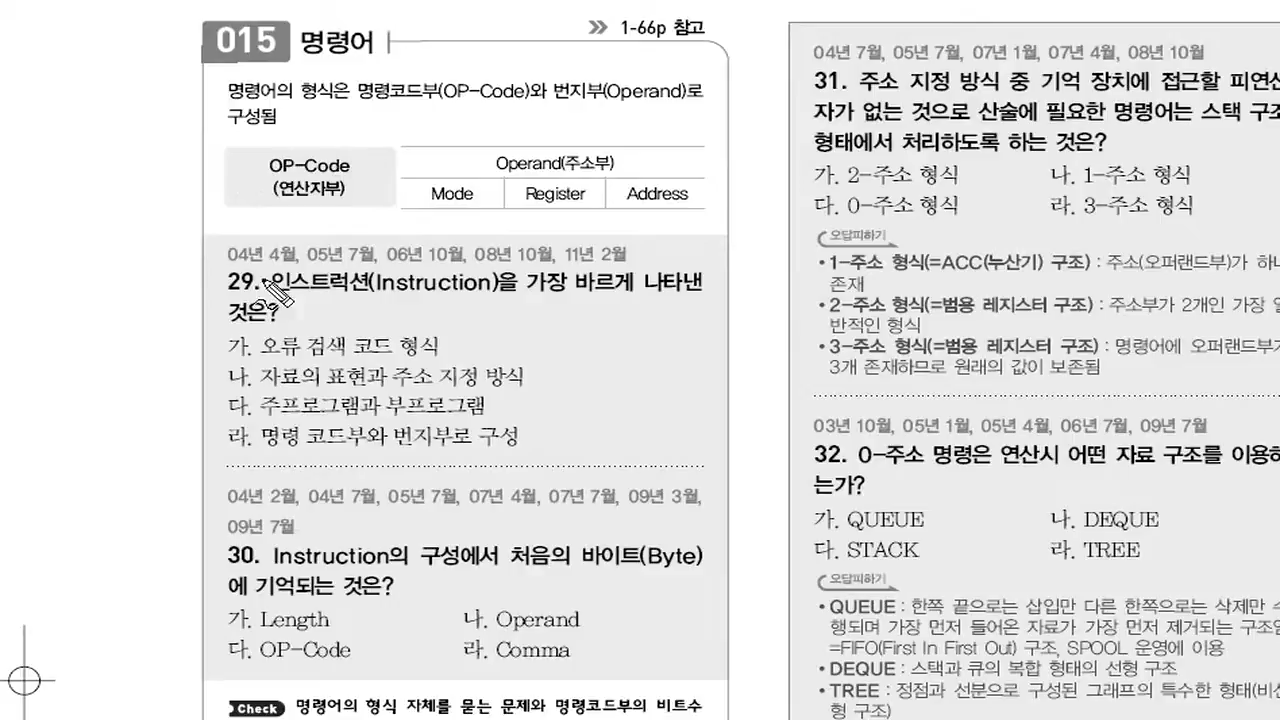 015 명령어
>> 1-66p 참고
명령어의 형식은 명령코드부(OP-Code)와 번지부(Operand)로
구성됨
OP-Code
(연산자부)
Operand(주소부)
Mode Register Address
04년 4월, 05년 7월, 06년 10월, 08년 10월, 11년 2월
29. 인스트럭션(Instruction)을 가장 바르게 나타낸
것은?
가. 오류 검색 코드 형식
나. 자료의 표현과 주소 지정 방식
다. 주프로그램과 부프로그램
라. 명령 코드부와 번지부로 구성
04년 2월, 04년 7월, 05년 7월, 07년 4월, 07년 7월, 09년 3월,
09년 7월
30. Instruction의 구성에서 처음의 바이트(Byte)
에 기억되는 것은?
가. Length 나. Operand
다. OP-Code 라. Comma
Check 명령어의 형식 자체를 묻는 문제와 명령코드부의 비트수
04년 7월, 05년 7월, 07년 1월, 07년 4월, 08년 10월
31. 주소 지정 방식 중 기억 장치에 접근할 피연산
자가 없는 것으로 산술에 필요한 명령어는 스택 구조
형태에서 처리하도록 하는 것은?
가. 2-주소 형식 나. 1-주소 형식
다. 0-주소 형식 라. 3-주소 형식
오답피하기
•1-주소 형식(=ACC(누산기) 구조) : 주소(오퍼랜드부)가 하나
존재
•2-주소 형식(=범용 레지스터 구조) : 주소부가 2개인 가장 일
반적인 형식
•3-주소 형식(=범용 레지스터 구조) : 명령어에 오퍼랜드부가
3개 존재하므로 원래의 값이 보존됨
03년 10월, 05년 1월, 05년 4월, 06년 7월, 09년 7월
32. 0-주소 명령은 연산시 어떤 자료 구조를 이용하
는가?
가. QUEUE 나. DEQUE
다. STACK 라. TREE
오답피하기
•QUEUE : 한쪽 끝으로는 삽입만 다른 한쪽으로는 삭제만 수
행되며 가장 먼저 들어온 자료가 가장 먼저 제거되는 구조임
=FIFO(First In First Out) 구조, SPOOL 운영에 이용
•DEQUE : 스택과 큐의 복합 형태의 선형 구조
•TREE : 정점과 선분으로 구성된 그래프의 특수한 형태(비선
형 구조)